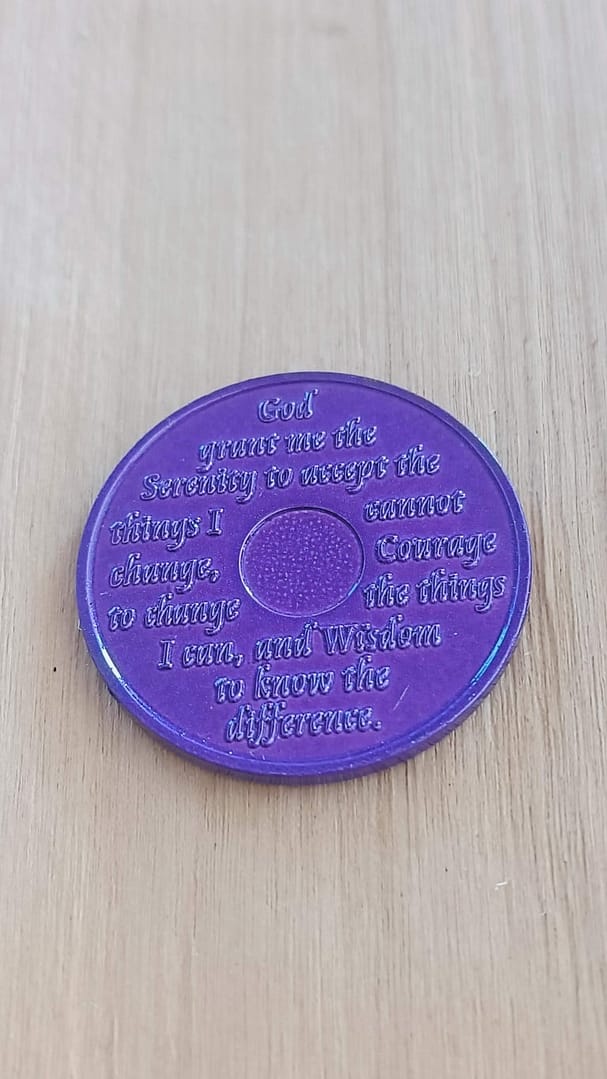 God
grant me the
Serenity to accept the
things I cannot
change, Courage
to change the things
I can, and Wisdom
to know the
difference.